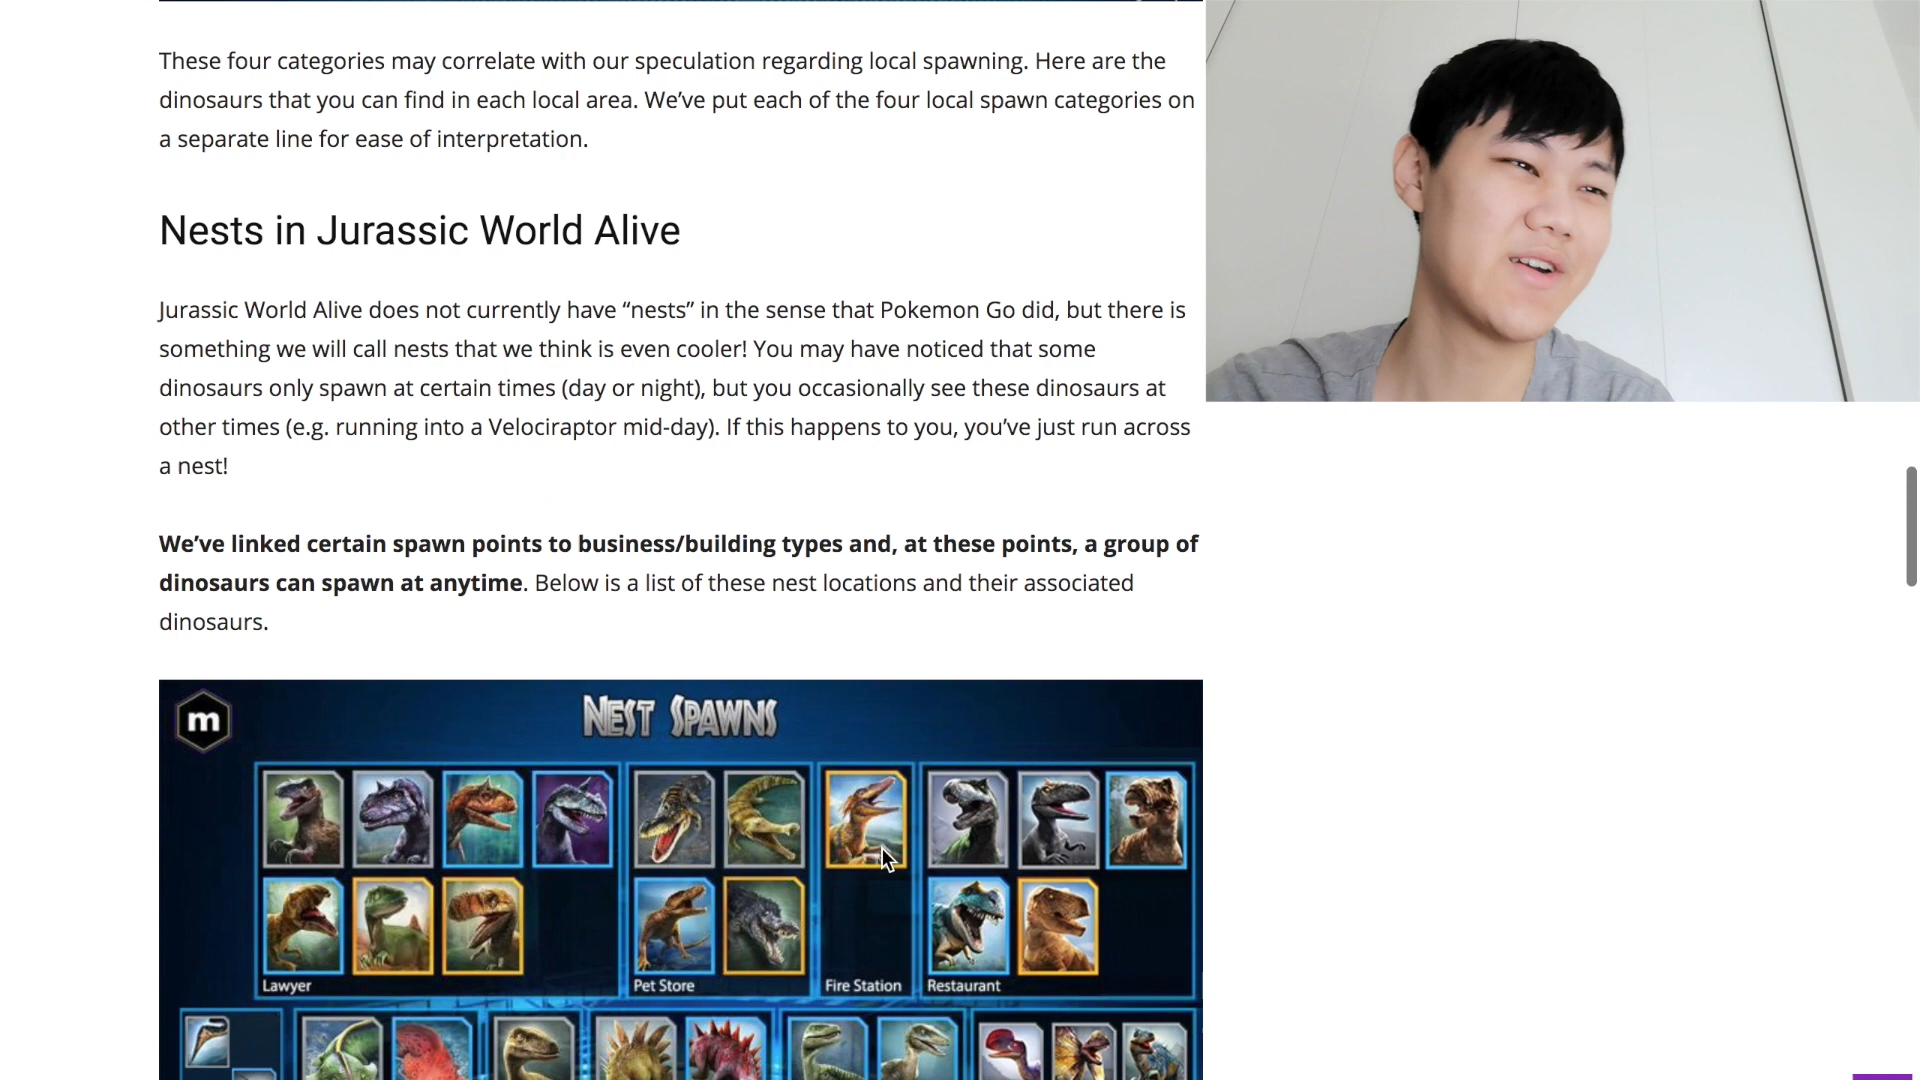 These four categories may correlate with our speculation regarding local spawning. Here are the
dinosaurs that you can find in each local area. We’ve put each of the four local spawn categories on
a separate line for ease of interpretation.
Nests in Jurassic World Alive
Jurassic World Alive does not currently have “nests” in the sense that Pokemon Go did, but there is
something we will call nests that we think is even cooler! You may have noticed that some
dinosaurs only spawn at certain times (day or night), but you occasionally see these dinosaurs at
other times (e.g. running into a Velociraptor mid-day). If this happens to you, you’ve just run across
a nest!
We’ve linked certain spawn points to business/building types and, at these points, a group of
dinosaurs can spawn at anytime. Below is a list of these nest locations and their associated
dinosaurs.
m
NEST SPAWNS
Lawyer
Pet Store
Fire Station
Restaurant